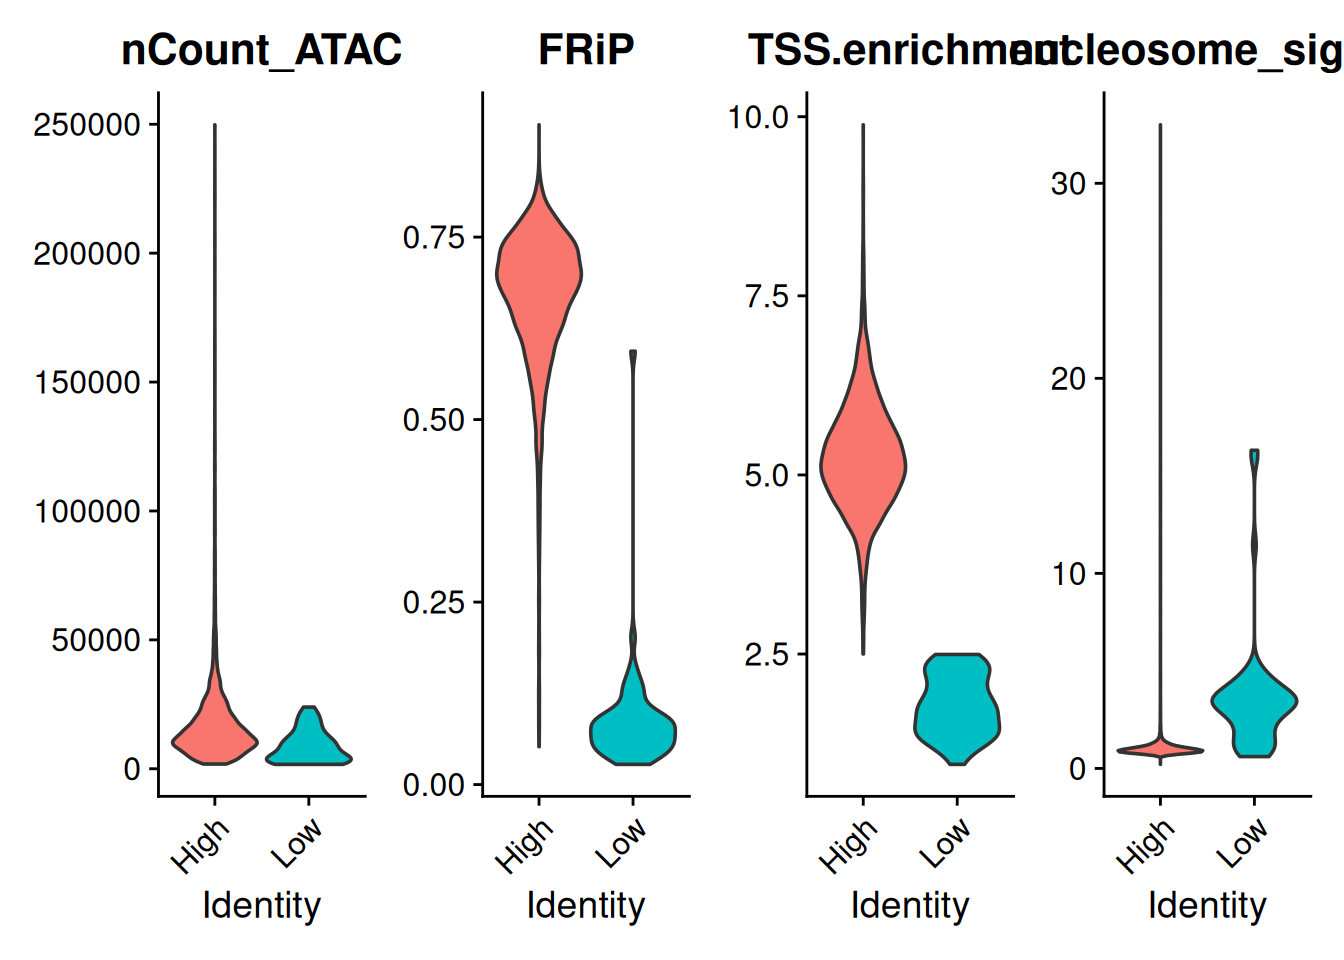 nCount_ATAC
250000
200000
150000
100000
50000
0
High
Low
Identity
FRiP
0.75
0.50
0.25
0.00
High
Low
Identity
TSS.enrichment
10.0
7.5
5.0
2.5
High
Low
Identity
nucleosome_sig
30
20
10
0
High
Low
Identity